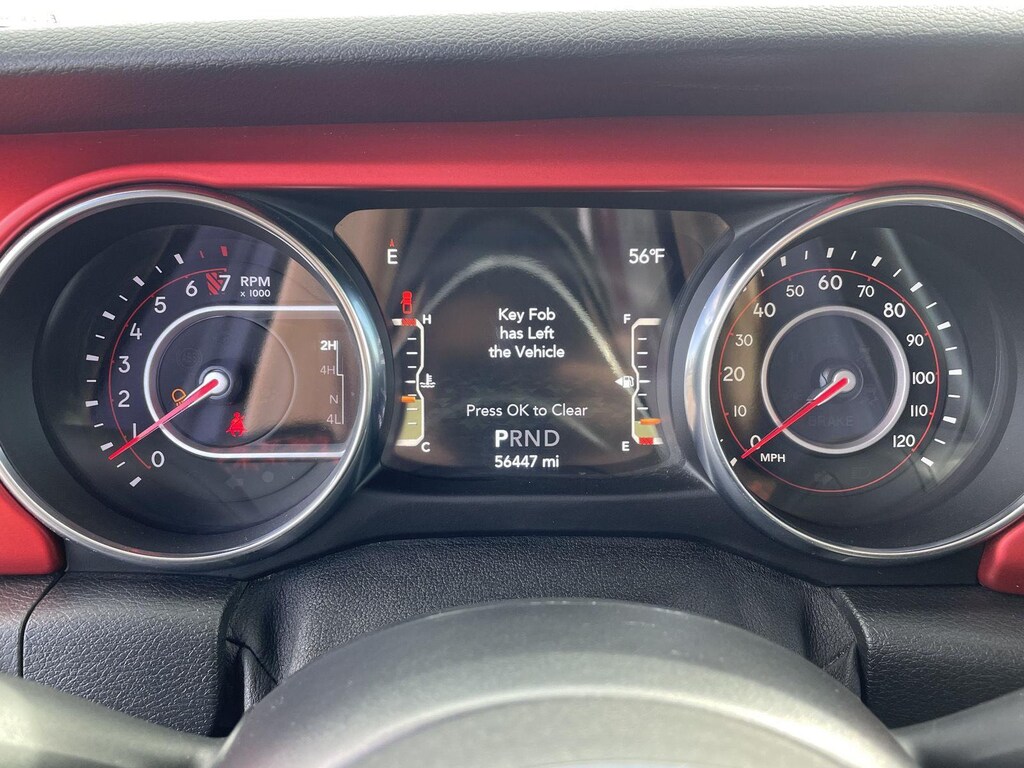 7
6
5
4
3
2
1
0
RPM
x 1000
2H
4H
N
4L
E
56°F
H
C
Key Fob
has Left
the Vehicle
Press OK to Clear
PRND
56447 mi
F
E
0
10
20
30
40
50
60
70
80
90
100
110
120
MPH
BRAKE